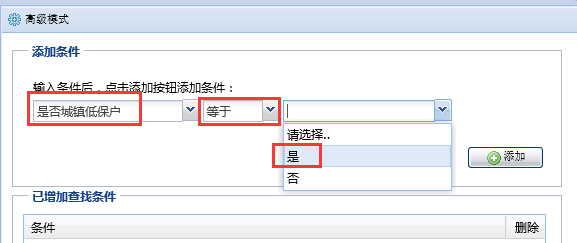 高级模式
添加条件
输入条件后，点击添加按钮添加条件：
是否城镇低保户 等于
请选择..
是
否
添加
已增加查找条件
条件 删除